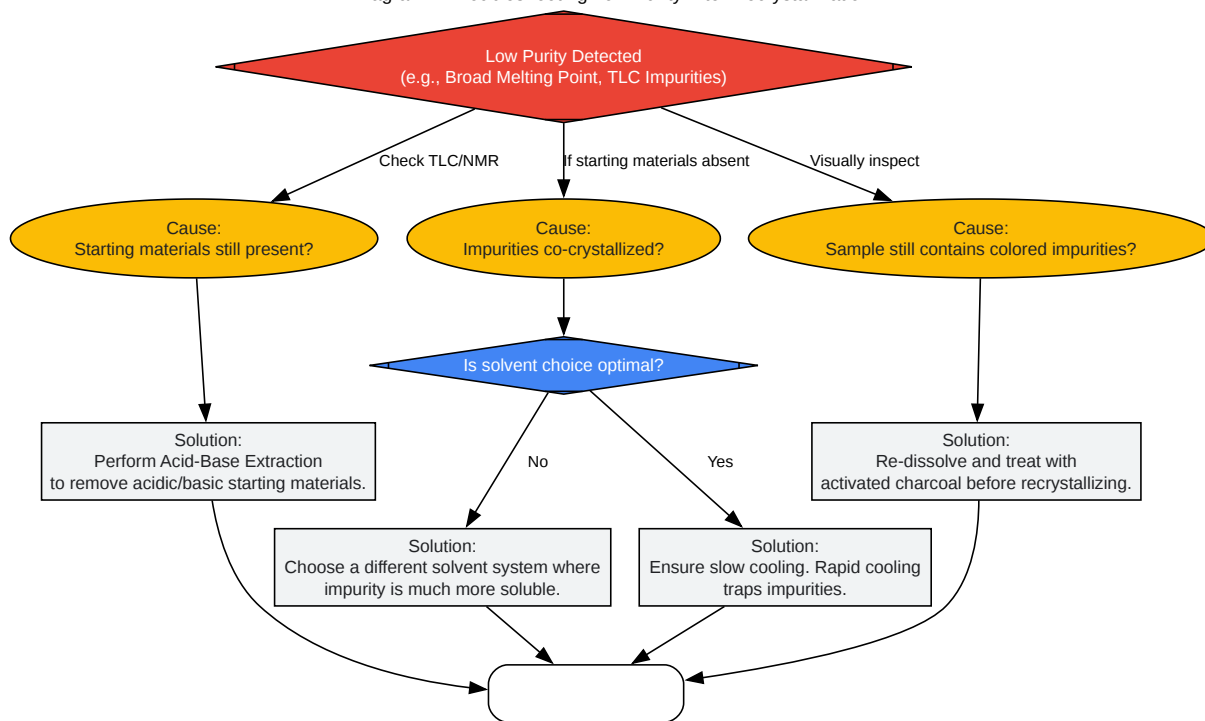 Low Purity Detected
(e.g., Broad Melting Point, TLC Impurities)
Check TLC/NMR
If starting materials absent
Visually inspect
Cause:
Starting materials still present?
Cause:
Impurities co-crystallized?
Cause:
Sample still contains colored impurities?
Is solvent choice optimal?
Solution:
Perform Acid-Base Extraction
to remove acidic/basic starting materials.
Solution:
Re-dissolve and treat with
activated charcoal before recrystallizing.
No
Yes
Solution:
Choose a different solvent system where
impurity is much more soluble.
Solution:
Ensure slow cooling. Rapid cooling
traps impurities.